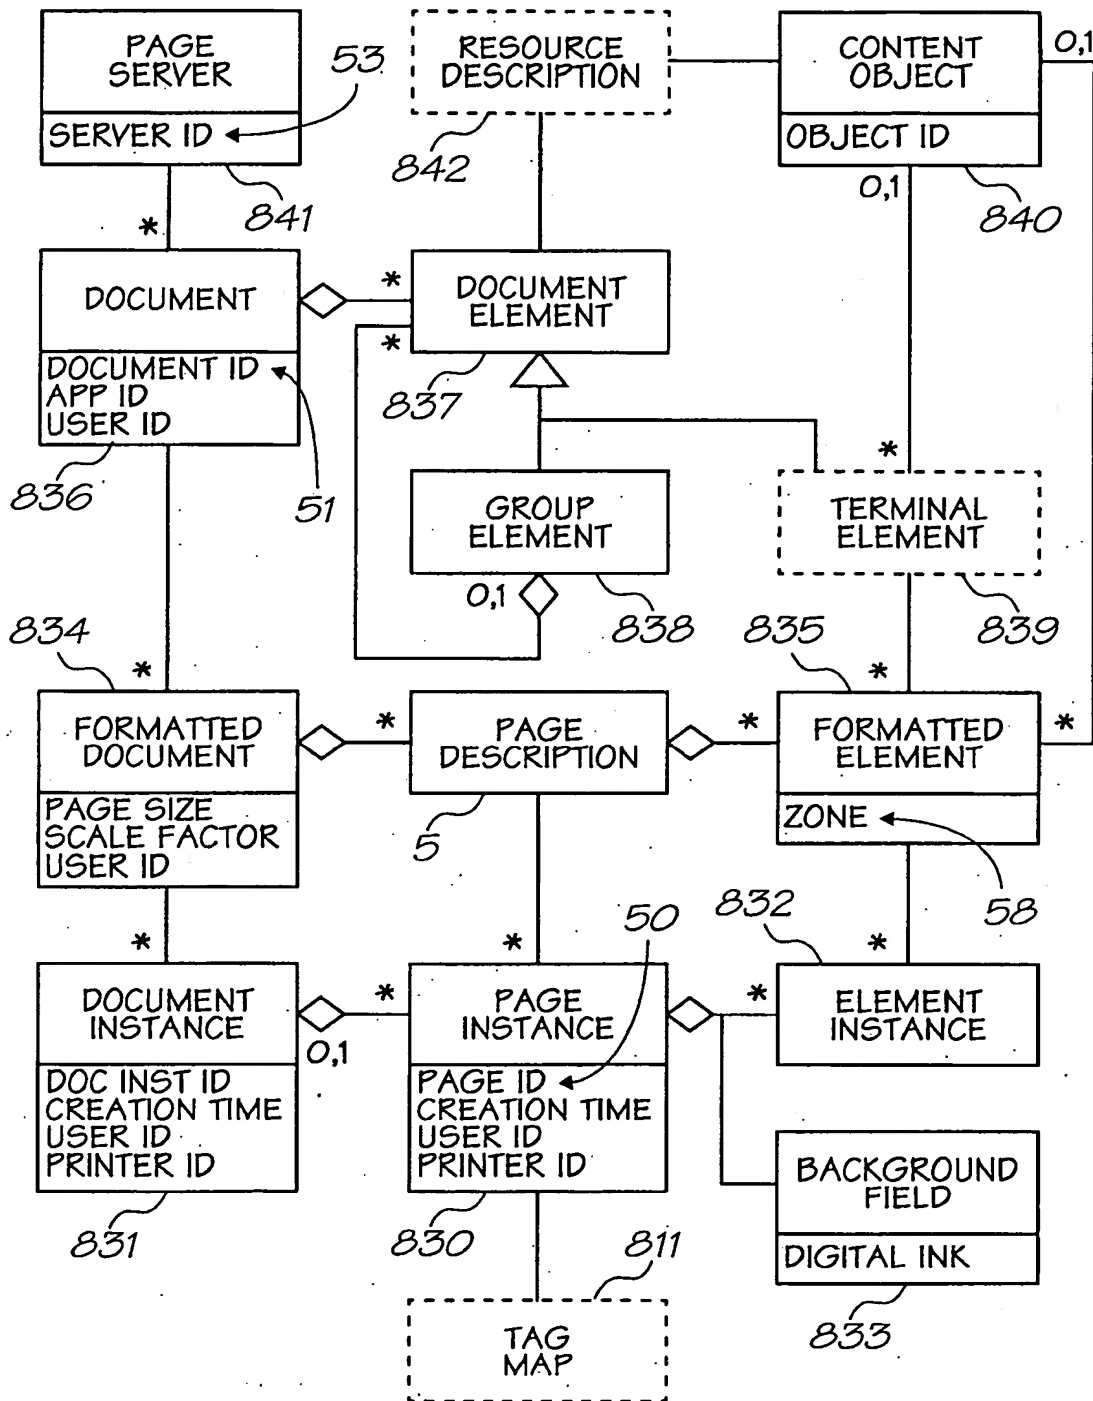 PAGE
SERVER
53
SERVER ID
841
*
RESOURCE
DESCRIPTION
842
CONTENT
OBJECT
0,1
OBJECT ID
0,1
840
DOCUMENT
*
*
DOCUMENT
ELEMENT
837
DOCUMENT ID
APP ID
USER ID
836
51
GROUP
ELEMENT
0,1
838
*
TERMINAL
ELEMENT
839
834
*
FORMATTED
DOCUMENT
*
PAGE SIZE
SCALE FACTOR
USER ID
PAGE
DESCRIPTION
5
*
835
*
FORMATTED
ELEMENT
*
ZONE
58
*
DOCUMENT
INSTANCE
0,1
*
DOC INST ID
CREATION TIME
USER ID
PRINTER ID
831
*
50
PAGE
INSTANCE
PAGE ID
CREATION TIME
USER ID
PRINTER ID
830
832
*
*
ELEMENT
INSTANCE
BACKGROUND
FIELD
DIGITAL INK
833
811
TAG
MAP